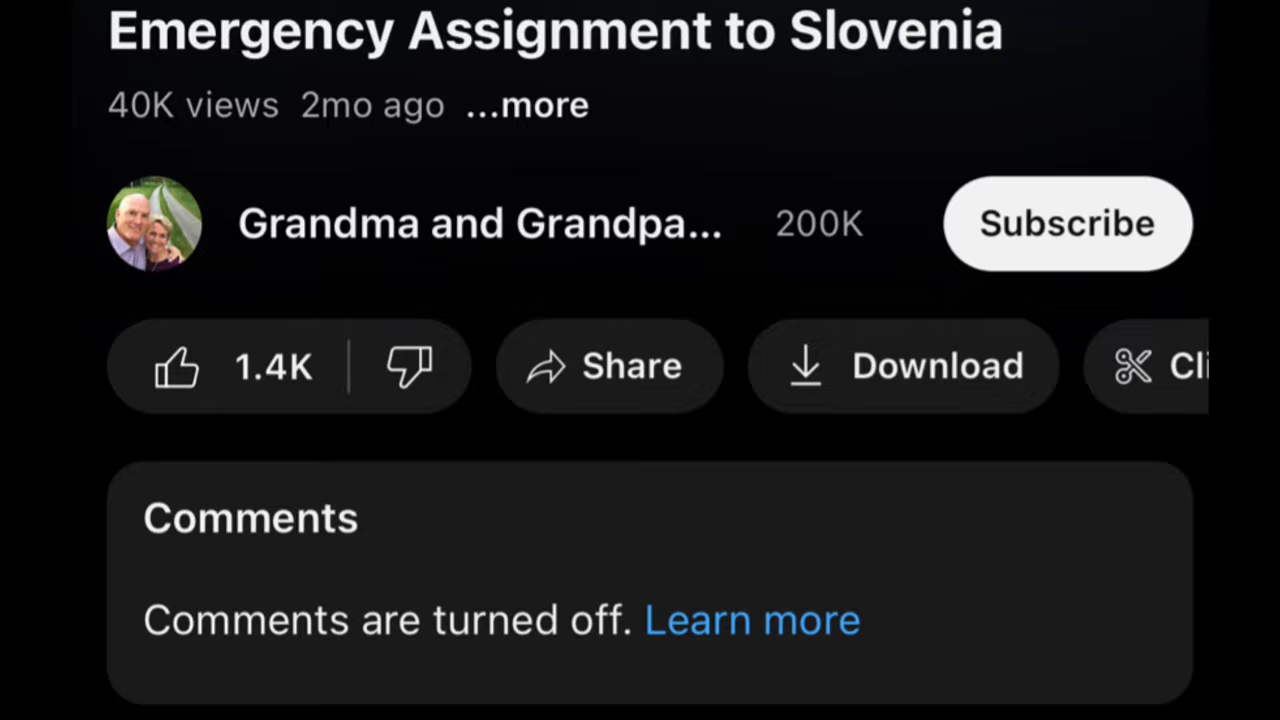 Emergency Assignment to Slovenia
40K views 2mo ago ...more
Grandma and Grandpa... 200K Subscribe
1.4K Share Download Cli
Comments
Comments are turned off. Learn more